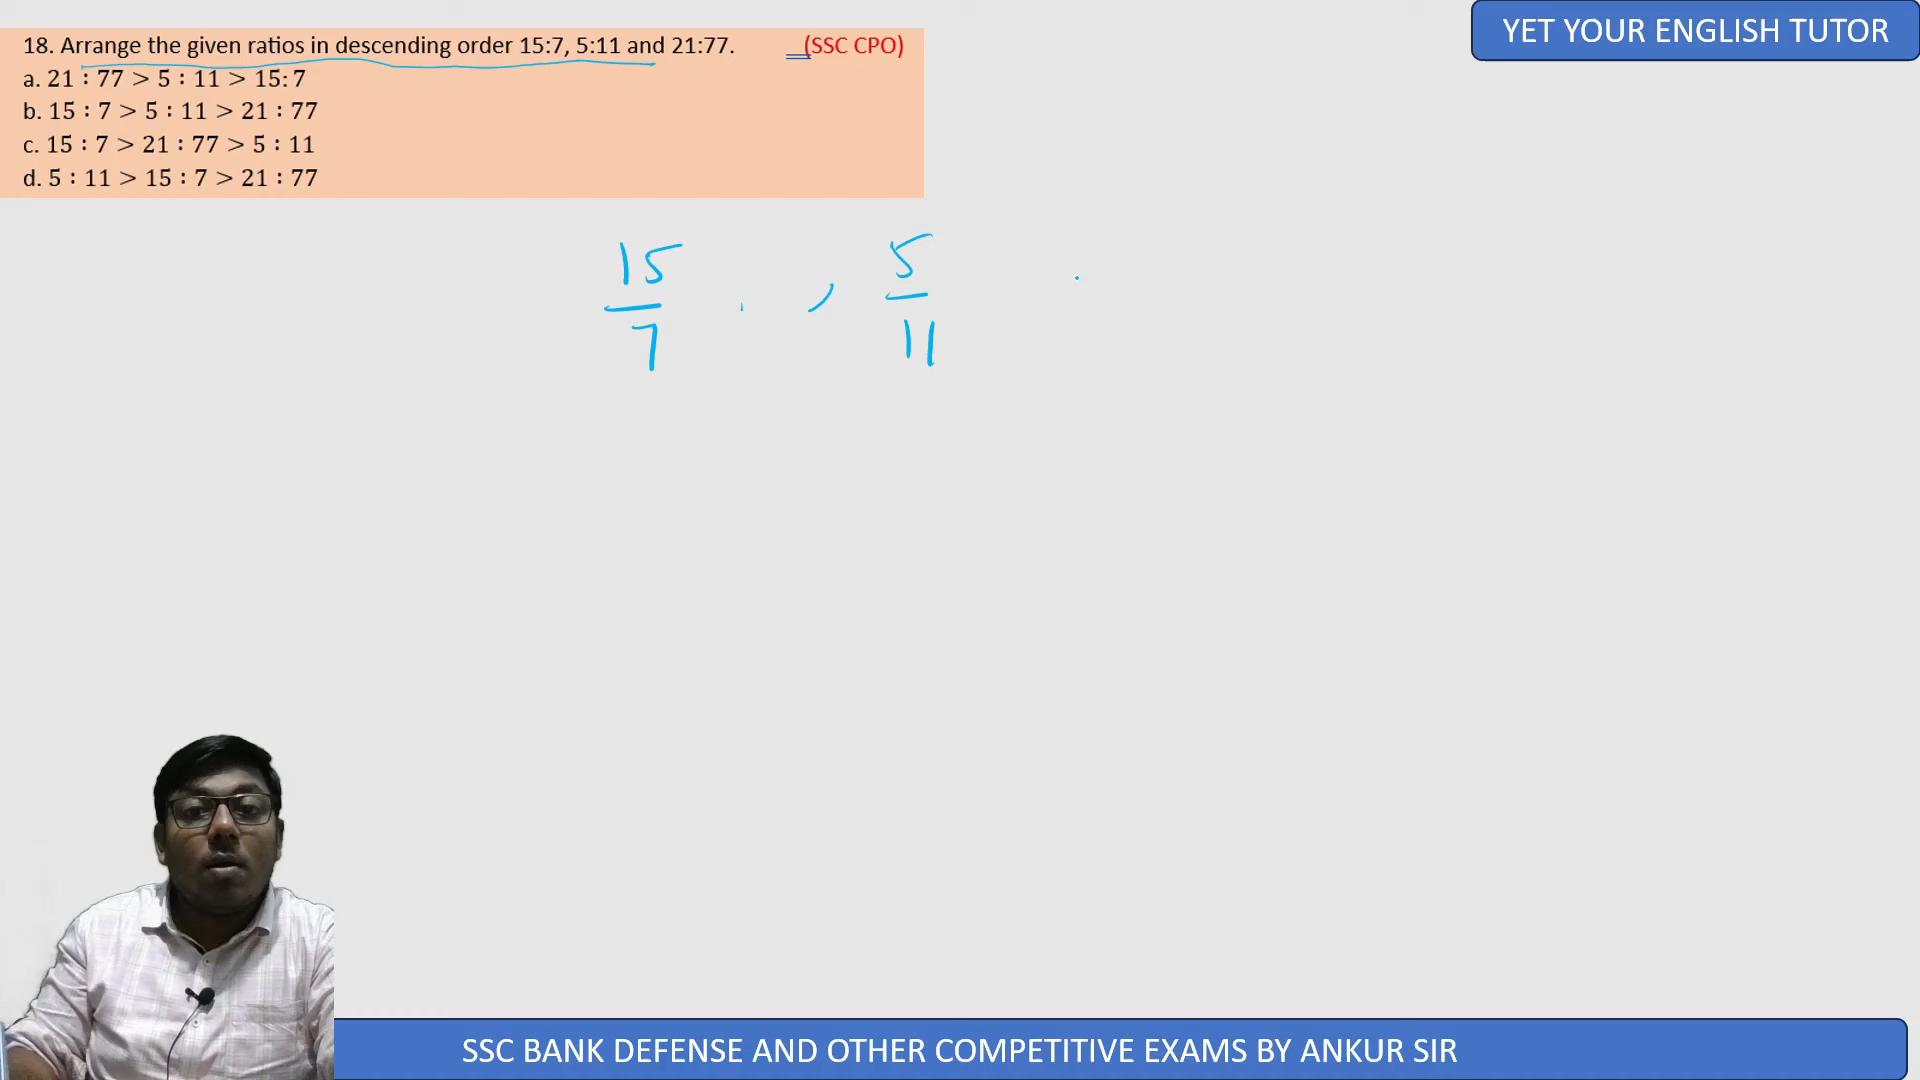 YET YOUR ENGLISH TUTOR
18. Arrange the given ratios in descending order 15:7, 5:11 and 21:77. (SSC CPO)
a. 21 : 77 > 5 : 11 > 15: 7
b. 15 : 7 > 5 : 11 > 21 : 77
c. 15 : 7 > 21 : 77 > 5 : 11
d. 5 : 11 > 15 : 7 > 21 : 77
15 , 5
7 11
SSC BANK DEFENSE AND OTHER COMPETITIVE EXAMS BY ANKUR SIR